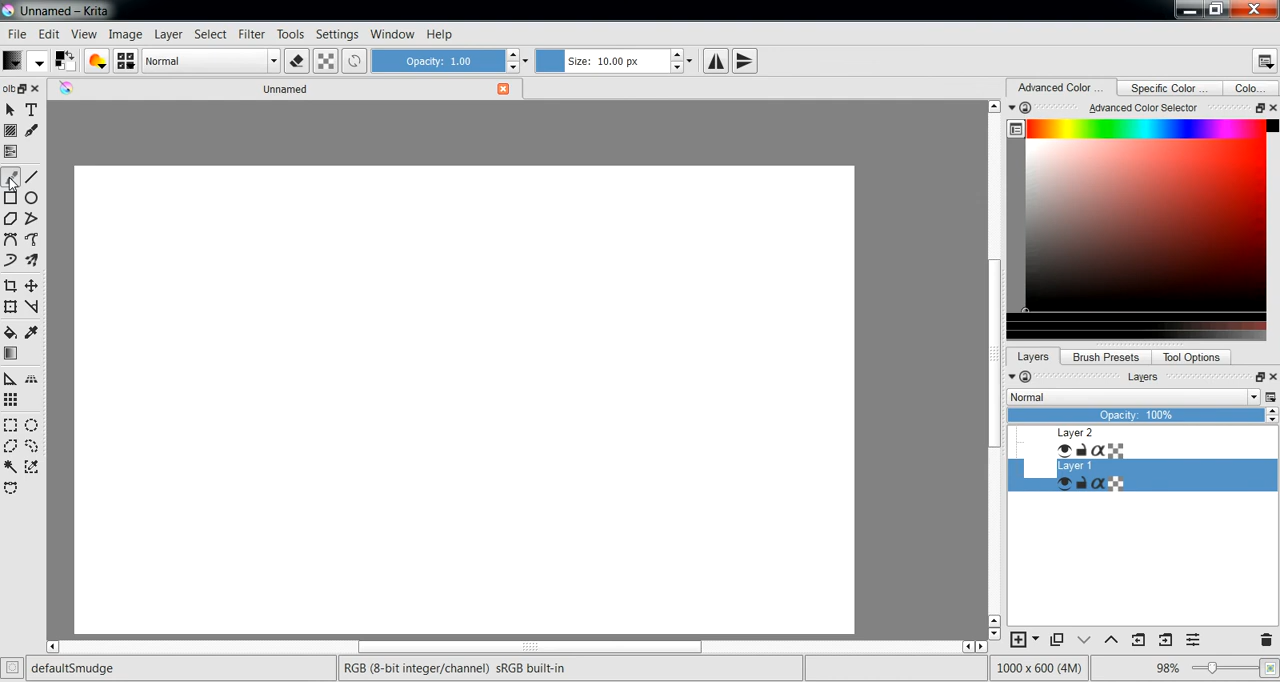 Unnamed – Krita
File Edit View Image Layer Select Filter Tools Settings Window Help
Normal Opacity: 1.00 Size: 10.00 px
olb Unnamed Advanced Color ... Specific Color ... Colo...
Advanced Color Selector
T
Layers Brush Presets Tool Options
Layers
Normal
Opacity: 100%
Layer 2
α
Layer 1
α
defaultSmudge RGB (8-bit integer/channel) sRGB built-in 1000 x 600 (4M) 98%